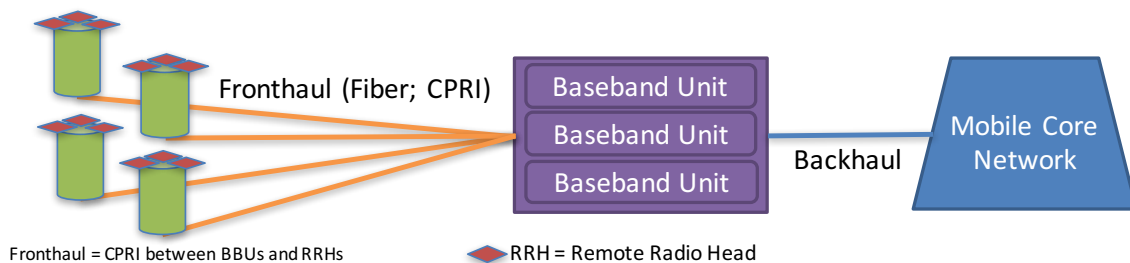 Fronthaul (Fiber; CPRI)
Baseband Unit
Baseband Unit
Baseband Unit
Backhaul
Mobile Core
Network
Fronthaul = CPRI between BBUs and RRHs
RRH = Remote Radio Head